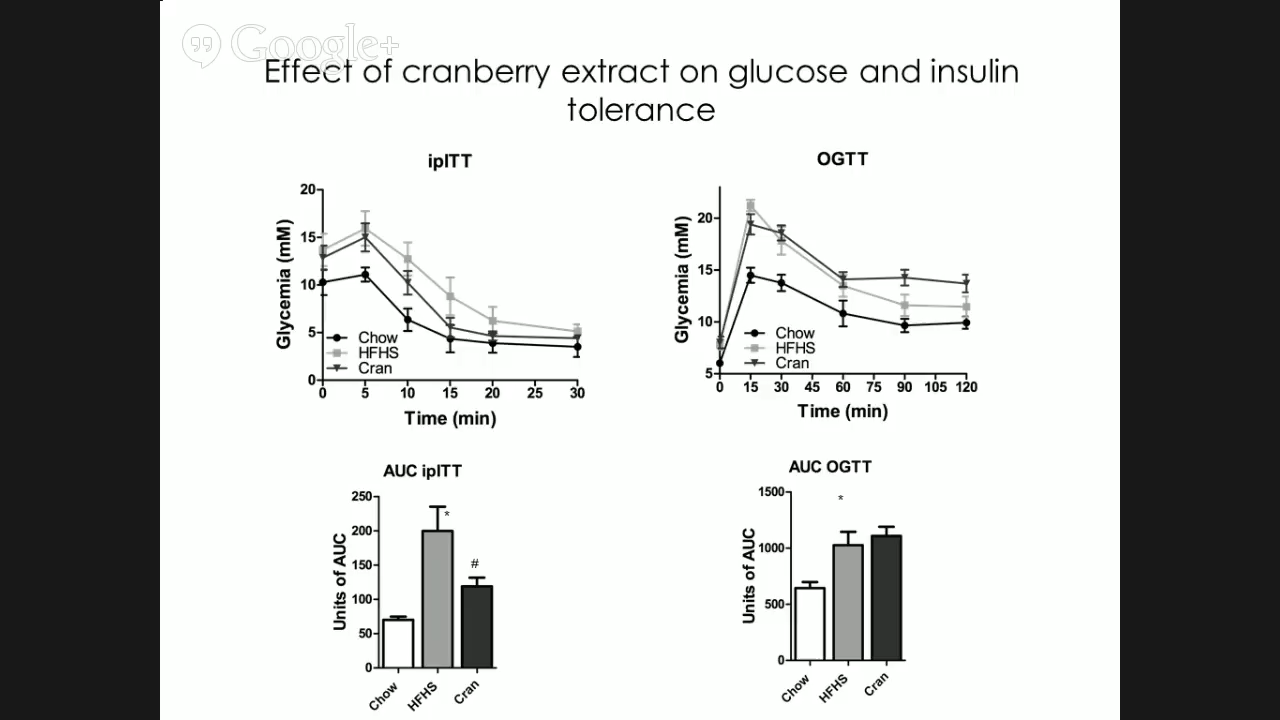 Google+
Effect of cranberry extract on glucose and insulin
tolerance
ipITT
20
15
10
5
0
Glycemia (mM)
Chow
HFHS
Cran
0 5 10 15 20 25 30
Time (min)
OGTT
20
15
10
5
Glycemia (mM)
Chow
HFHS
Cran
0 15 30 45 60 75 90 105 120
Time (min)
AUC ipITT
250
200
150
100
50
0
Units of AUC
*
#
Chow HFHS Cran
AUC OGTT
1500
1000
500
0
Units of AUC
*
Chow HFHS Cran